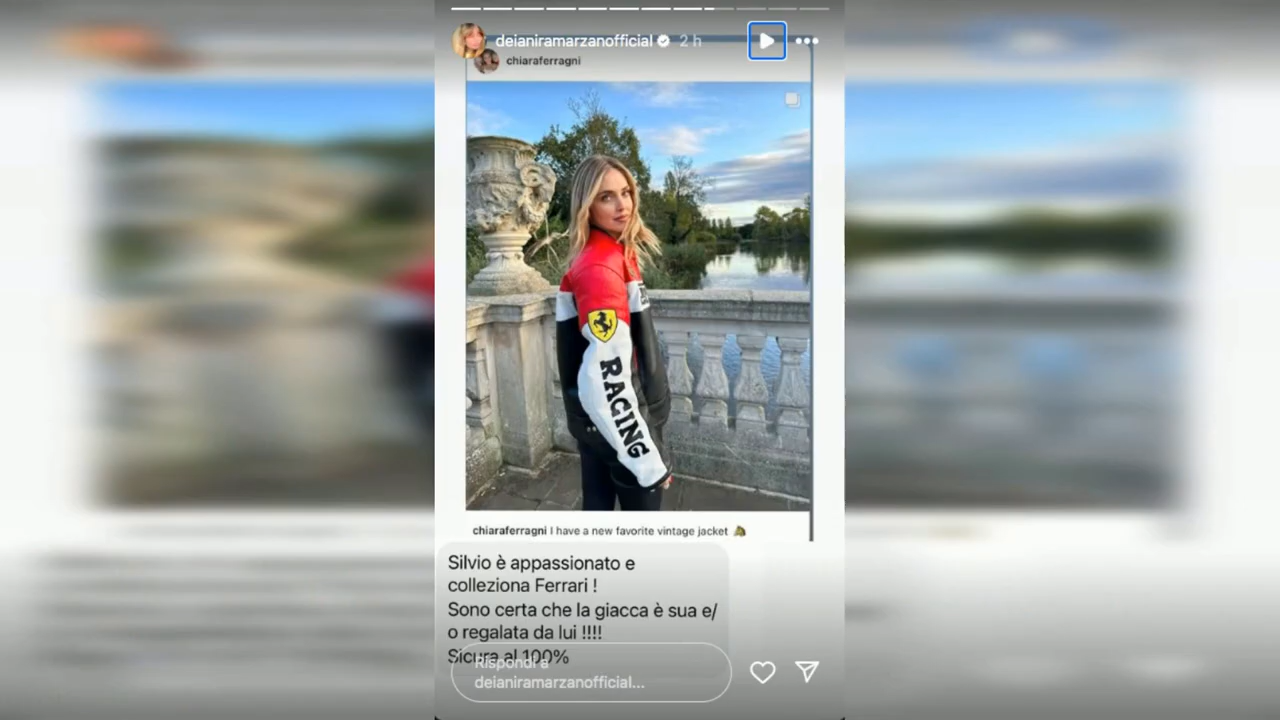 deianiramarzanofficial 2 h
chiaraferragni
RACING
chiaraferragni I have a new favorite vintage jacket
Silvio è appassionato e
colleziona Ferrari !
Sono certa che la giacca è sua e/
o regalata da lui !!!!
Sicura al 100%
Rispondi a
deianiramarzanofficial...